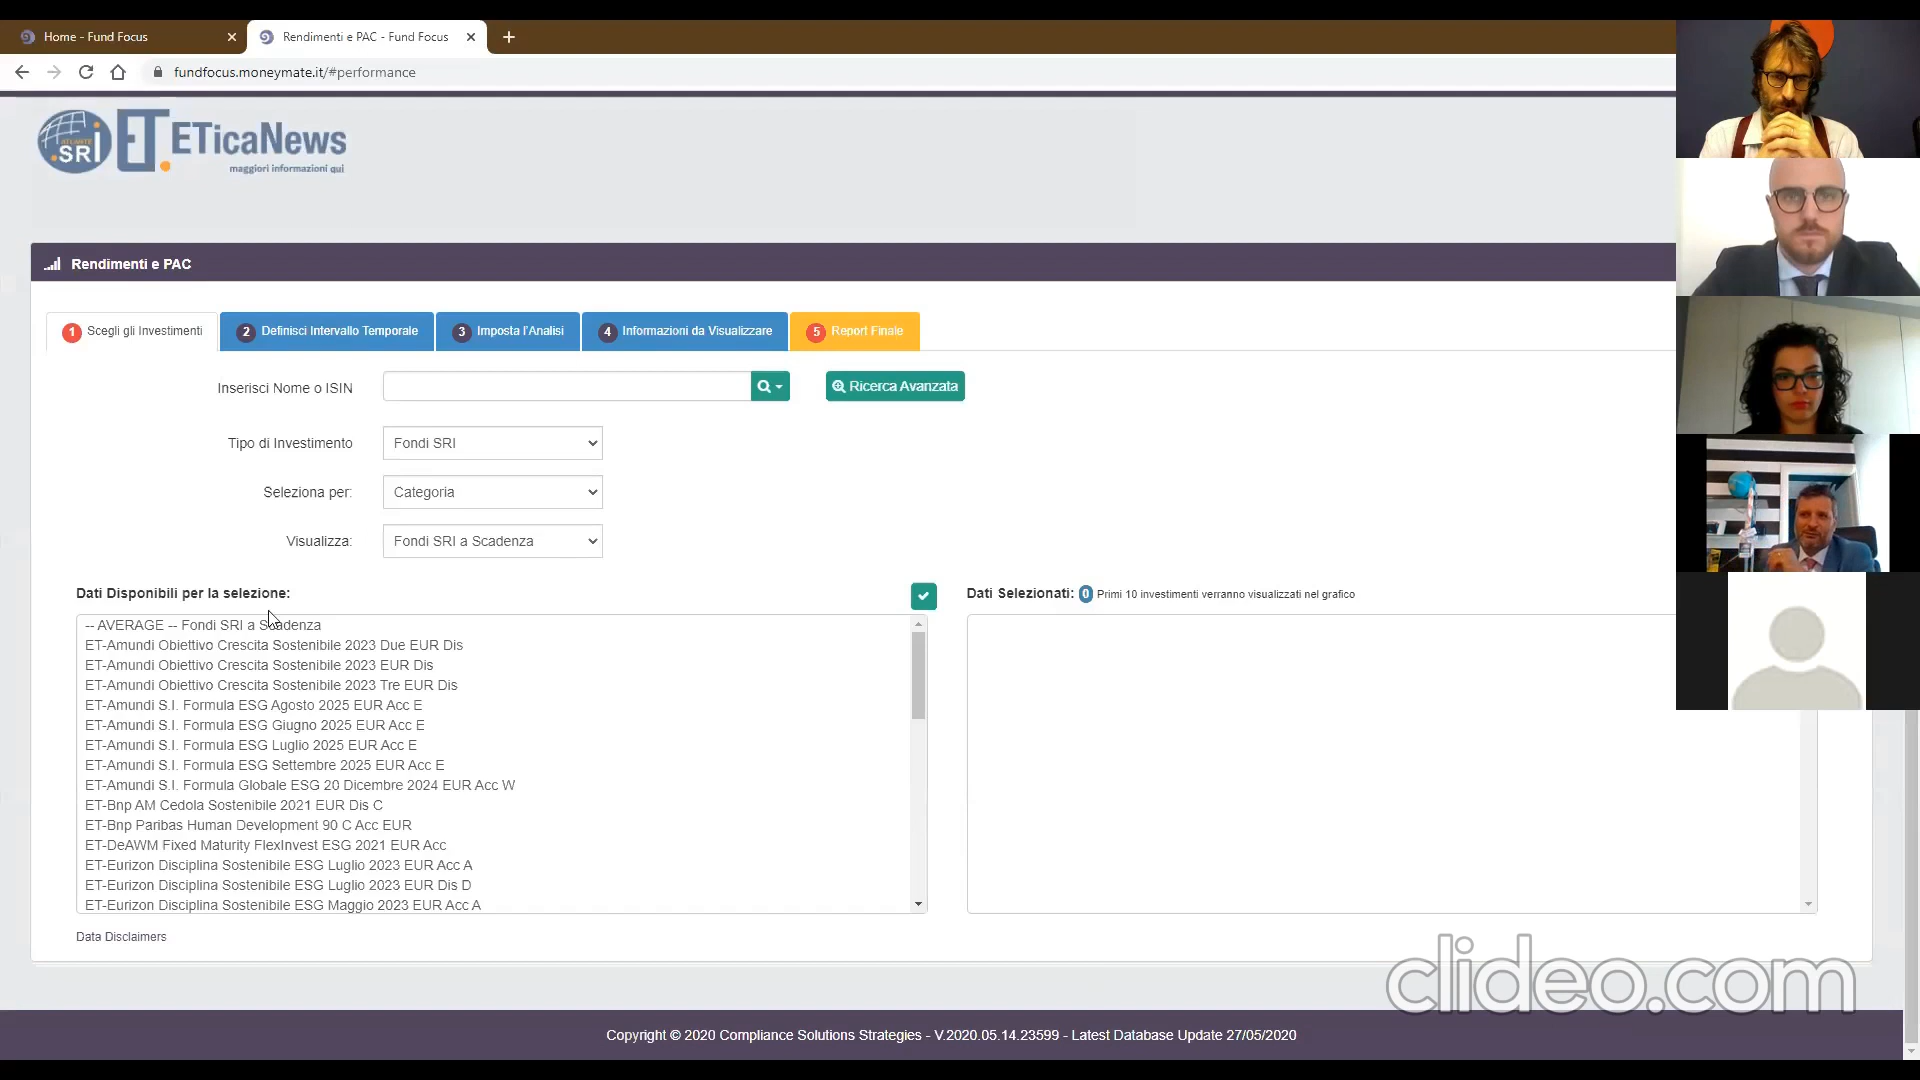 Home - Fund Focus
Rendimenti e PAC - Fund Focus
fundfocus.moneymate.it/#performance
SRI
ET.
ETicaNews
maggiori informazioni qui
Rendimenti e PAC
1 Scegli gli Investimenti
2 Definisci Intervallo Temporale
3 Imposta l'Analisi
4 Informazioni da Visualizzare
5 Report Finale
Inserisci Nome o ISIN
Ricerca Avanzata
Tipo di Investimento
Fondi SRI
Seleziona per:
Categoria
Visualizza:
Fondi SRI a Scadenza
Dati Disponibili per la selezione:
Dati Selezionati: 0 Primi 10 investimenti verranno visualizzati nel grafico
-- AVERAGE -- Fondi SRI a Scadenza
ET-Amundi Obiettivo Crescita Sostenibile 2023 Due EUR Dis
ET-Amundi Obiettivo Crescita Sostenibile 2023 EUR Dis
ET-Amundi Obiettivo Crescita Sostenibile 2023 Tre EUR Dis
ET-Amundi S.I. Formula ESG Agosto 2025 EUR Acc E
ET-Amundi S.I. Formula ESG Giugno 2025 EUR Acc E
ET-Amundi S.I. Formula ESG Luglio 2025 EUR Acc E
ET-Amundi S.I. Formula ESG Settembre 2025 EUR Acc E
ET-Amundi S.I. Formula Globale ESG 20 Dicembre 2024 EUR Acc W
ET-Bnp AM Cedola Sostenibile 2021 EUR Dis C
ET-Bnp Paribas Human Development 90 C Acc EUR
ET-DeAWM Fixed Maturity FlexInvest ESG 2021 EUR Acc
ET-Eurizon Disciplina Sostenibile ESG Luglio 2023 EUR Acc A
ET-Eurizon Disciplina Sostenibile ESG Luglio 2023 EUR Dis D
ET-Eurizon Disciplina Sostenibile ESG Maggio 2023 EUR Acc A
Data Disclaimers
clideo.com
Copyright © 2020 Compliance Solutions Strategies - V.2020.05.14.23599 - Latest Database Update 27/05/2020